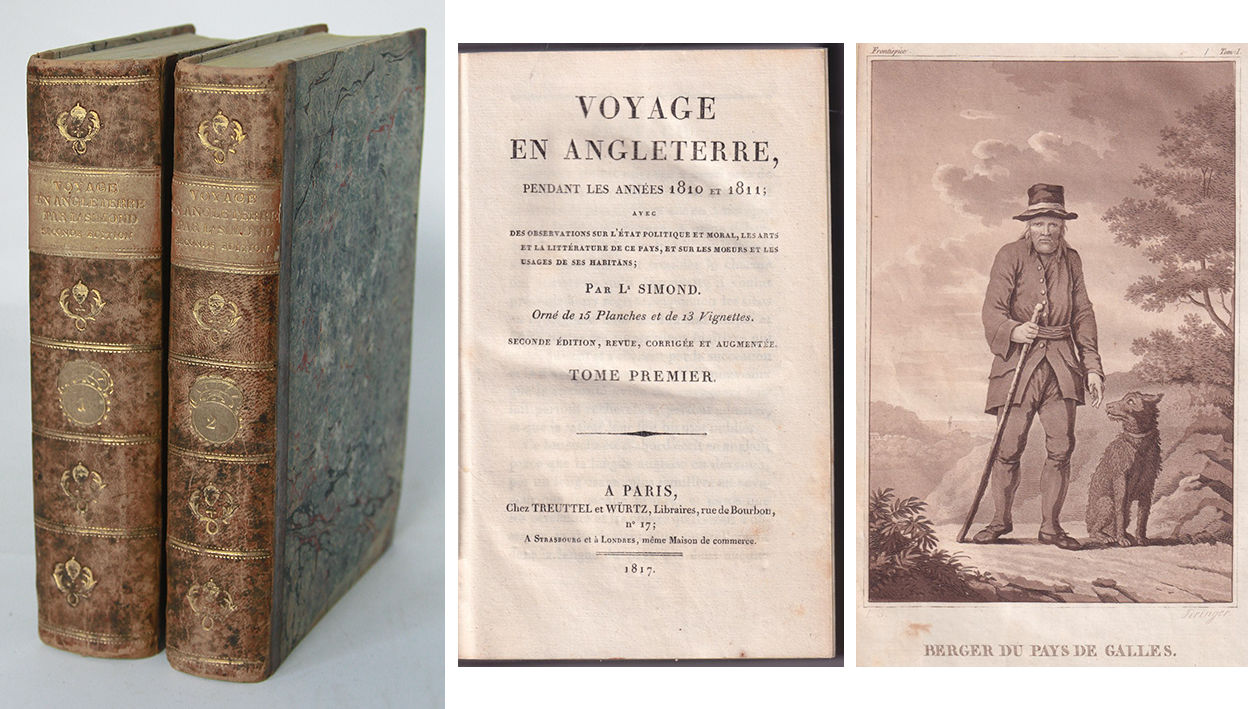 VOYAGE
EN ANGLETERRE
PAR Ls SIMOND
SECONDE EDITION
1
VOYAGE
EN ANGLETERRE
PAR Ls SIMOND
SECONDE EDITION
2
VOYAGE
EN ANGLETERRE,
PENDANT LES ANNÉES 1810 ET 1811;
AVEC
DES OBSERVATIONS SUR L'ÉTAT POLITIQUE ET MORAL, LES ARTS
ET LA LITTÉRATURE DE CE PAYS, ET SUR LES MOEURS ET LES
USAGES DE SES HABITANS;
PAR Ls SIMOND.
Orné de 15 Planches et de 13 Vignettes.
SECONDE ÉDITION, REVUE, CORRIGÉE ET AUGMENTÉE.
TOME PREMIER.
A PARIS,
Chez TREUTTEL et WÜRTZ, Libraires, rue de Bourbon,
n° 17;
A STRASBOURG et à LONDRES, même Maison de commerce.
1817.
Frontispice
Tom. I.
BERGER DU PAYS DE GALLES.